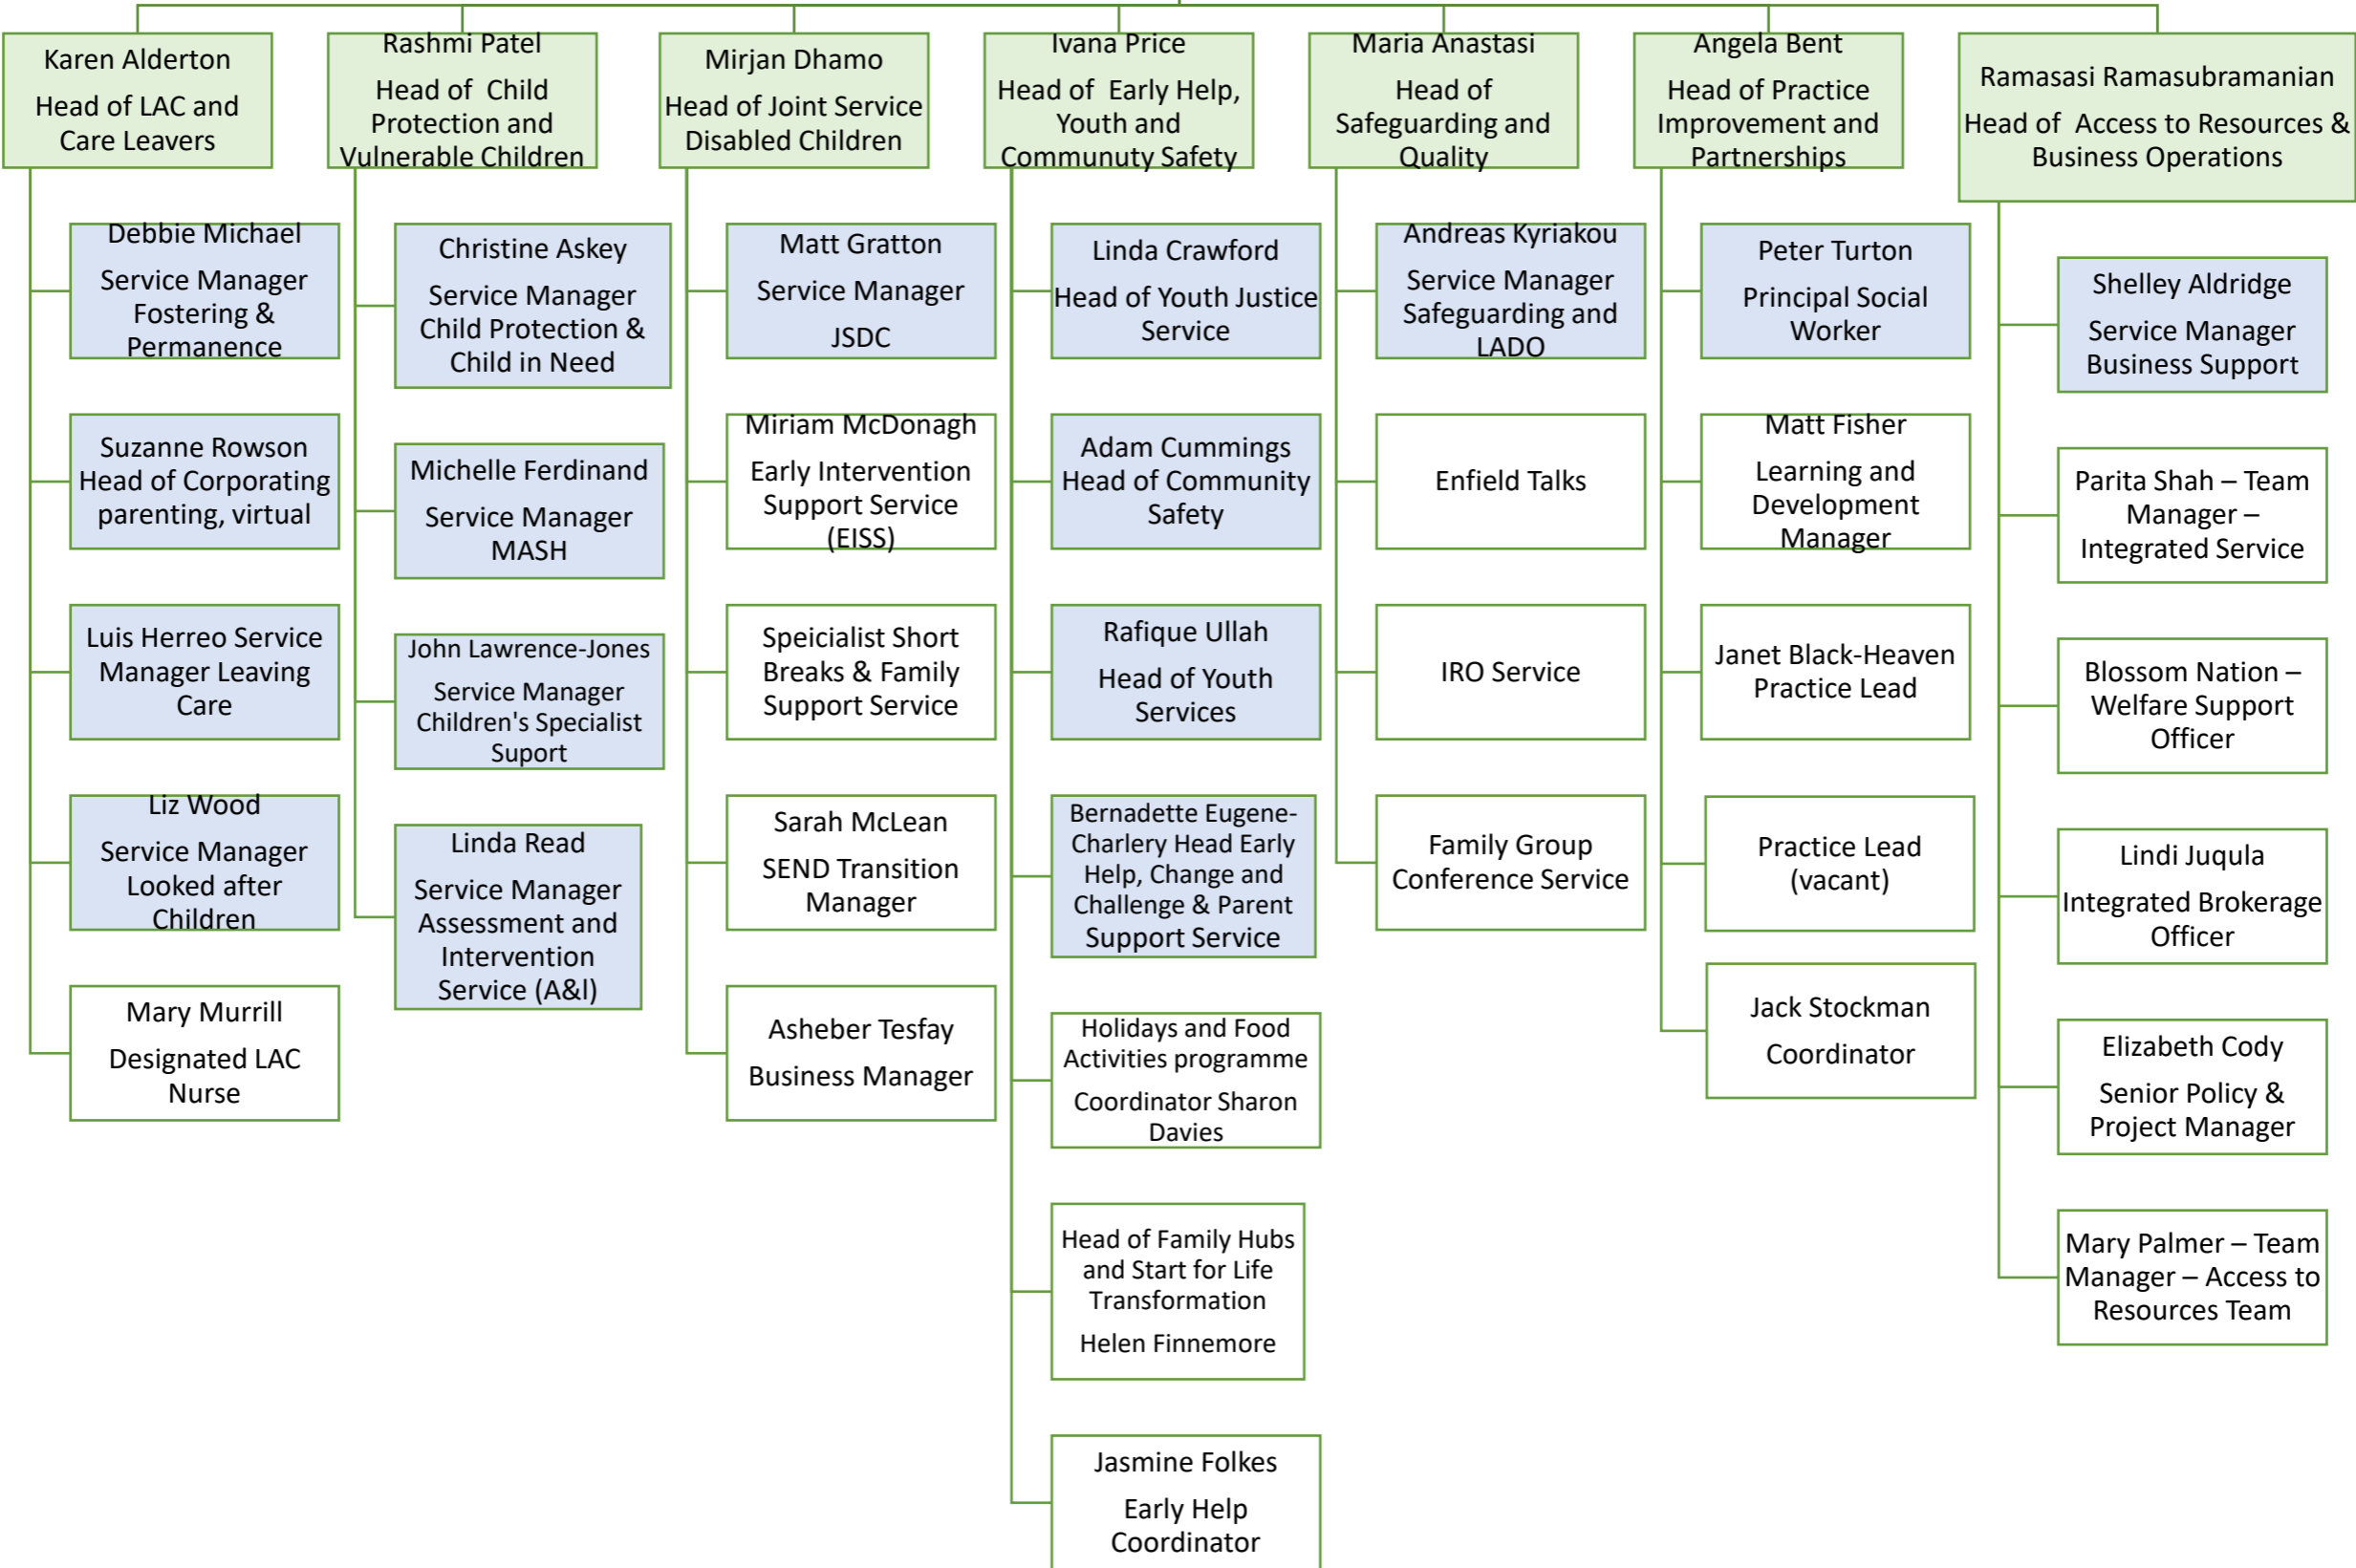 Karen Alderton
Head of LAC and
Care Leavers
Debbie Michael
Service Manager
Fostering &
Permanence
Suzanne Rowson
Head of Corporating
parenting, virtual
Luis Herreo Service
Manager Leaving
Care
Liz Wood
Service Manager
Looked after
Children
Mary Murrill
Designated LAC
Nurse
Rashmi Patel
Head of  Child
Protection and
Vulnerable Children
Christine Askey
Service Manager
Child Protection &
Child in Need
Michelle Ferdinand
Service Manager
MASH
John Lawrence-Jones
Service Manager
Children's Specialist
Suport
Linda Read
Service Manager
Assessment and
Intervention
Service (A&I)
Mirjan Dhamo
Head of Joint Service
Disabled Children
Matt Gratton
Service Manager
JSDC
Miriam McDonagh
Early Intervention
Support Service
(EISS)
Speicialist Short
Breaks & Family
Support Service
Sarah McLean
SEND Transition
Manager
Asheber Tesfay
Business Manager
Ivana Price
Head of  Early Help,
Youth and
Communuty Safety
Linda Crawford
Head of Youth Justice
Service
Adam Cummings
Head of Community
Safety
Rafique Ullah
Head of Youth
Services
Bernadette Eugene-
Charlery Head Early
Help, Change and
Challenge & Parent
Support Service
Holidays and Food
Activities programme
Coordinator Sharon
Davies
Head of Family Hubs
and Start for Life
Transformation
Helen Finnemore
Jasmine Folkes
Early Help
Coordinator
Maria Anastasi
Head of
Safeguarding and
Quality
Andreas Kyriakou
Service Manager
Safeguarding and
LADO
Enfield Talks
IRO Service
Family Group
Conference Service
Angela Bent
Head of Practice
Improvement and
Partnerships
Peter Turton
Principal Social
Worker
Matt Fisher
Learning and
Development
Manager
Janet Black-Heaven
Practice Lead
Practice Lead
(vacant)
Jack Stockman
Coordinator
Ramasasi Ramasubramanian
Head of  Access to Resources &
Business Operations
Shelley Aldridge
Service Manager
Business Support
Parita Shah – Team
Manager –
Integrated Service
Blossom Nation –
Welfare Support
Officer
Lindi Juqula
Integrated Brokerage
Officer
Elizabeth Cody
Senior Policy &
Project Manager
Mary Palmer – Team
Manager – Access to
Resources Team